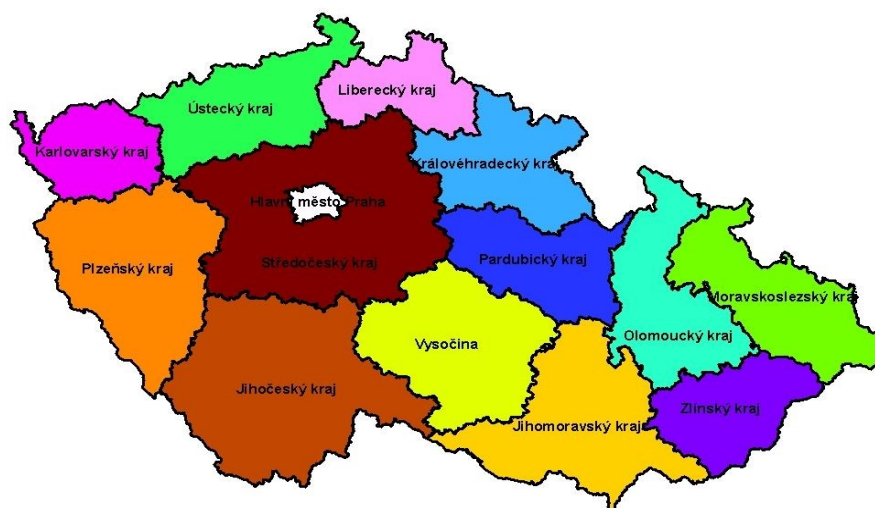 Liberecký kraj
Ústecký kraj
Karlovarský kraj
Královéhradecký kraj
Hlavní město Praha
Plzeňský kraj
Středočeský kraj
Pardubický kraj
Moravskoslezský kraj
Olomoucký kraj
Vysočina
Jihočeský kraj
Zlínský kraj
Jihomoravský kraj